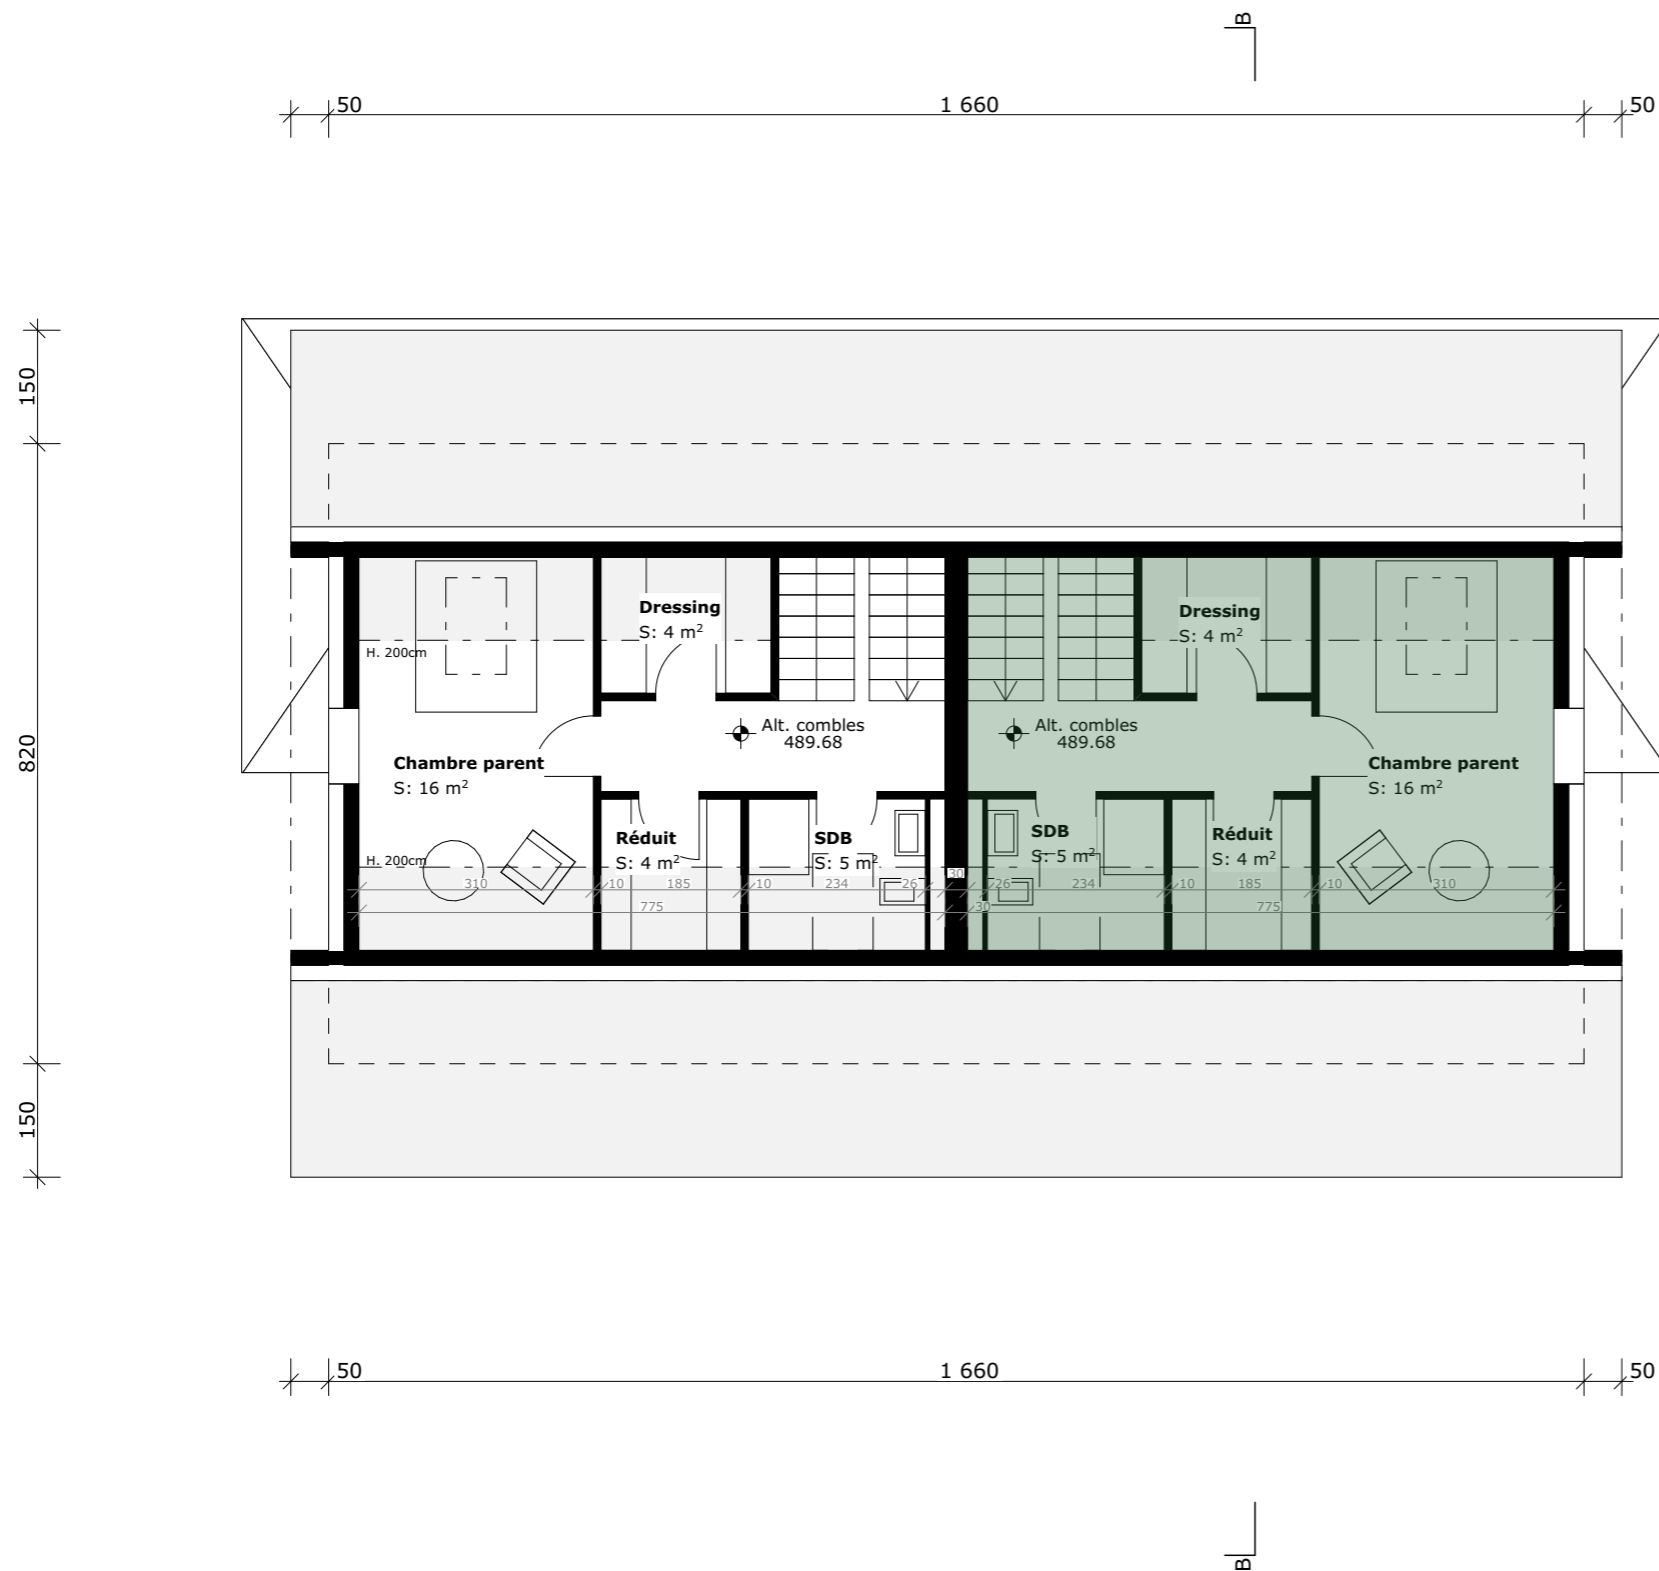 B
50
1 660
50
150
820
150
Dressing
S: 4 m²
Dressing
S: 4 m²
H. 200cm
Alt. combles
489.68
Alt. combles
489.68
Chambre parent
S: 16 m²
Chambre parent
S: 16 m²
Réduit
S: 4 m²
SDB
S: 5 m²
SDB
S: 5 m²
Réduit
S: 4 m²
H. 200cm
310
10
185
10
234
26
30
26
234
10
185
10
310
775
30
775
50
1 660
50
B